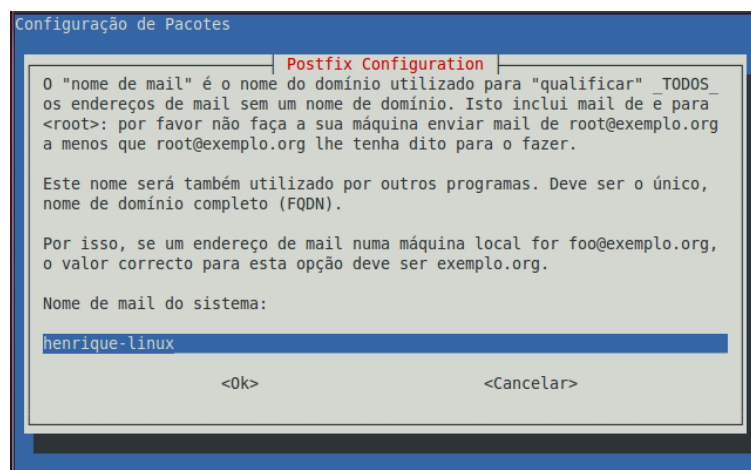 Configuração de Pacotes
Postfix Configuration
O "nome de mail" é o nome do domínio utilizado para "qualificar" _TODOS_
os endereços de mail sem um nome de domínio. Isto inclui mail de e para
<root>: por favor não faça a sua máquina enviar mail de root@exemplo.org
a menos que root@exemplo.org lhe tenha dito para o fazer.
Este nome será também utilizado por outros programas. Deve ser o único,
nome de domínio completo (FQDN).
Por isso, se um endereço de mail numa máquina local for foo@exemplo.org,
o valor correcto para esta opção deve ser exemplo.org.
Nome de mail do sistema:
henrique-linux
<Ok> <Cancelar>